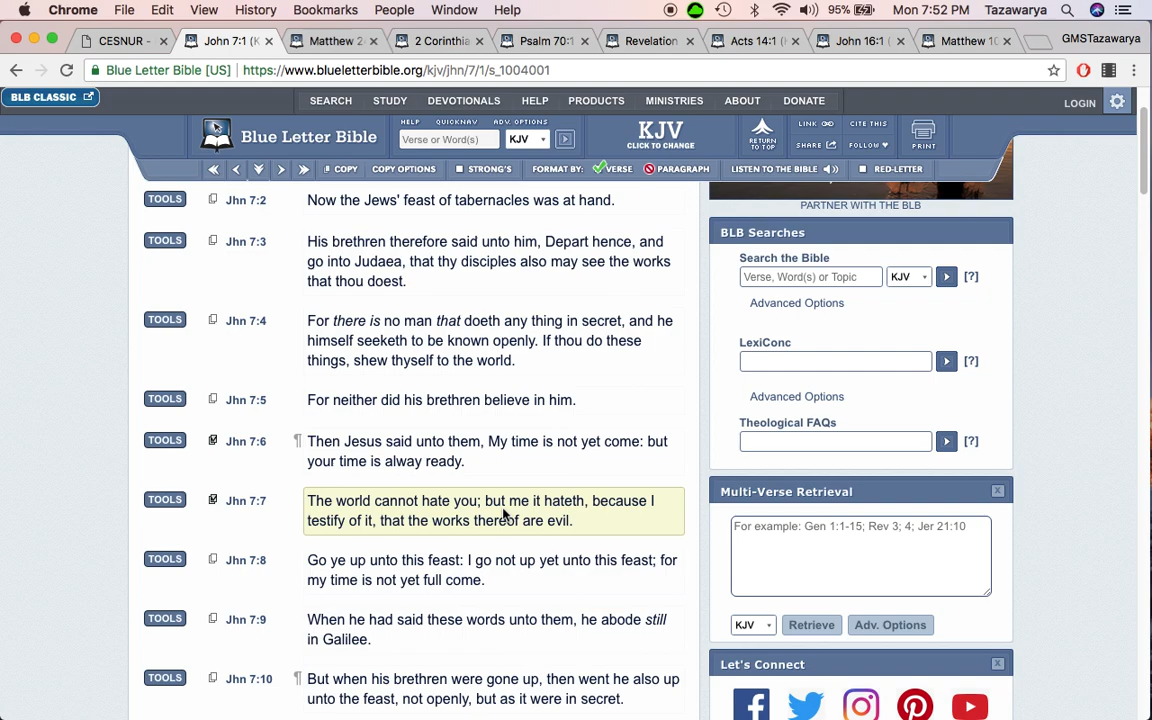 Chrome File Edit View History Bookmarks People Window Help 95% Mon 7:52 PM Tazawarya
CESNUR - John 7:1 (K Matthew 2 2 Corinthia Psalm 70:1 Revelation Acts 14:1 ( John 16:1 ( Matthew 10 GMSTazawarya
Blue Letter Bible [US] https://www.blueletterbible.org/kjv/jhn/7/1/s_1004001
BLB CLASSIC SEARCH STUDY DEVOTIONALS HELP PRODUCTS MINISTRIES ABOUT DONATE LOGIN
HELP QUICKNAV ADV. OPTIONS
Blue Letter Bible Verse or Word(s) KJV
KJV
CLICK TO CHANGE
RETURN
TO TOP
LINK CITE THIS
SHARE FOLLOW
PRINT
COPY COPY OPTIONS STRONG'S FORMAT BY: VERSE PARAGRAPH LISTEN TO THE BIBLE RED-LETTER
TOOLS Jhn 7:2 Now the Jews' feast of tabernacles was at hand.
TOOLS Jhn 7:3 His brethren therefore said unto him, Depart hence, and
go into Judaea, that thy disciples also may see the works
that thou doest.
TOOLS Jhn 7:4 For there is no man that doeth any thing in secret, and he
himself seeketh to be known openly. If thou do these
things, shew thyself to the world.
TOOLS Jhn 7:5 For neither did his brethren believe in him.
TOOLS Jhn 7:6 ¶ Then Jesus said unto them, My time is not yet come: but
your time is alway ready.
TOOLS Jhn 7:7 The world cannot hate you; but me it hateth, because I
testify of it, that the works thereof are evil.
TOOLS Jhn 7:8 Go ye up unto this feast: I go not up yet unto this feast; for
my time is not yet full come.
TOOLS Jhn 7:9 When he had said these words unto them, he abode still
in Galilee.
TOOLS Jhn 7:10 ¶ But when his brethren were gone up, then went he also up
unto the feast, not openly, but as it were in secret.
PARTNER WITH THE BLB
BLB Searches
Search the Bible
Verse, Word(s) or Topic KJV [?]
Advanced Options
LexiConc
[?]
Advanced Options
Theological FAQs
[?]
Multi-Verse Retrieval X
For example: Gen 1:1-15; Rev 3; 4; Jer 21:10
KJV Retrieve Adv. Options
Let's Connect X